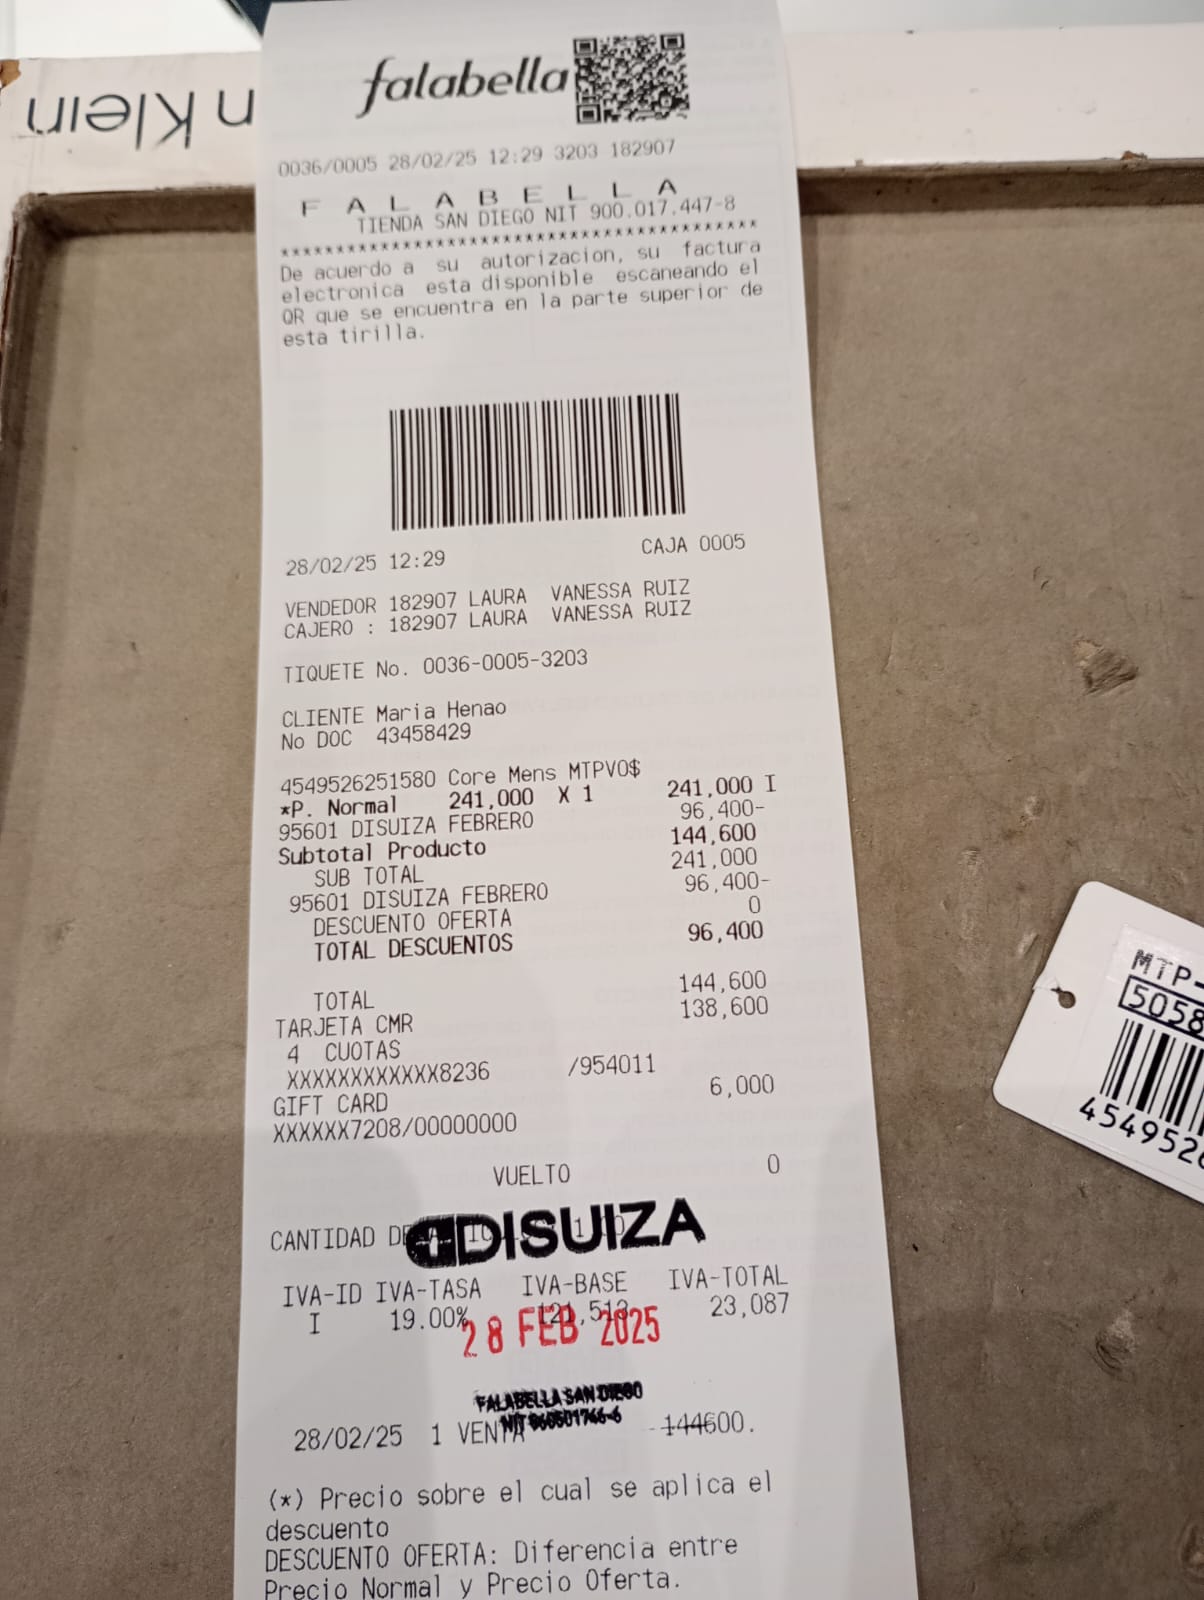 n Klein
falabella
0036/0005 28/02/25 12:29 3203 182907
F A L A B E L L A
TIENDA SAN DIEGO NIT 900.017.447-8
******************************************
De acuerdo a su autorizacion, su factura
electronica esta disponible escaneando el
QR que se encuentra en la parte superior de
esta tirilla.
28/02/25 12:29 CAJA 0005
VENDEDOR 182907 LAURA VANESSA RUIZ
CAJERO : 182907 LAURA VANESSA RUIZ
TIQUETE No. 0036-0005-3203
CLIENTE Maria Henao
No DOC 43458429
4549526251580 Core Mens MTPVO$
*P. Normal 241,000 X 1 241,000 I
95601 DISUIZA FEBRERO 96,400-
Subtotal Producto 144,600
SUB TOTAL 241,000
95601 DISUIZA FEBRERO 96,400-
DESCUENTO OFERTA 0
TOTAL DESCUENTOS 96,400
TOTAL 144,600
TARJETA CMR 138,600
4 CUOTAS
XXXXXXXXXXXX8236 /954011
GIFT CARD 6,000
XXXXXX7208/00000000
VUELTO 0
CANTIDAD DE
DISUIZA
IVA-ID IVA-TASA IVA-BASE IVA-TOTAL
I 19.00% 121,513 23,087
28 FEB 2025
FALABELLA SAN DIEGO
NIT 860501766-6
28/02/25 1 VENTA 144600.
(*) Precio sobre el cual se aplica el
descuento
DESCUENTO OFERTA: Diferencia entre
Precio Normal y Precio Oferta.
MTP-
5058
454952